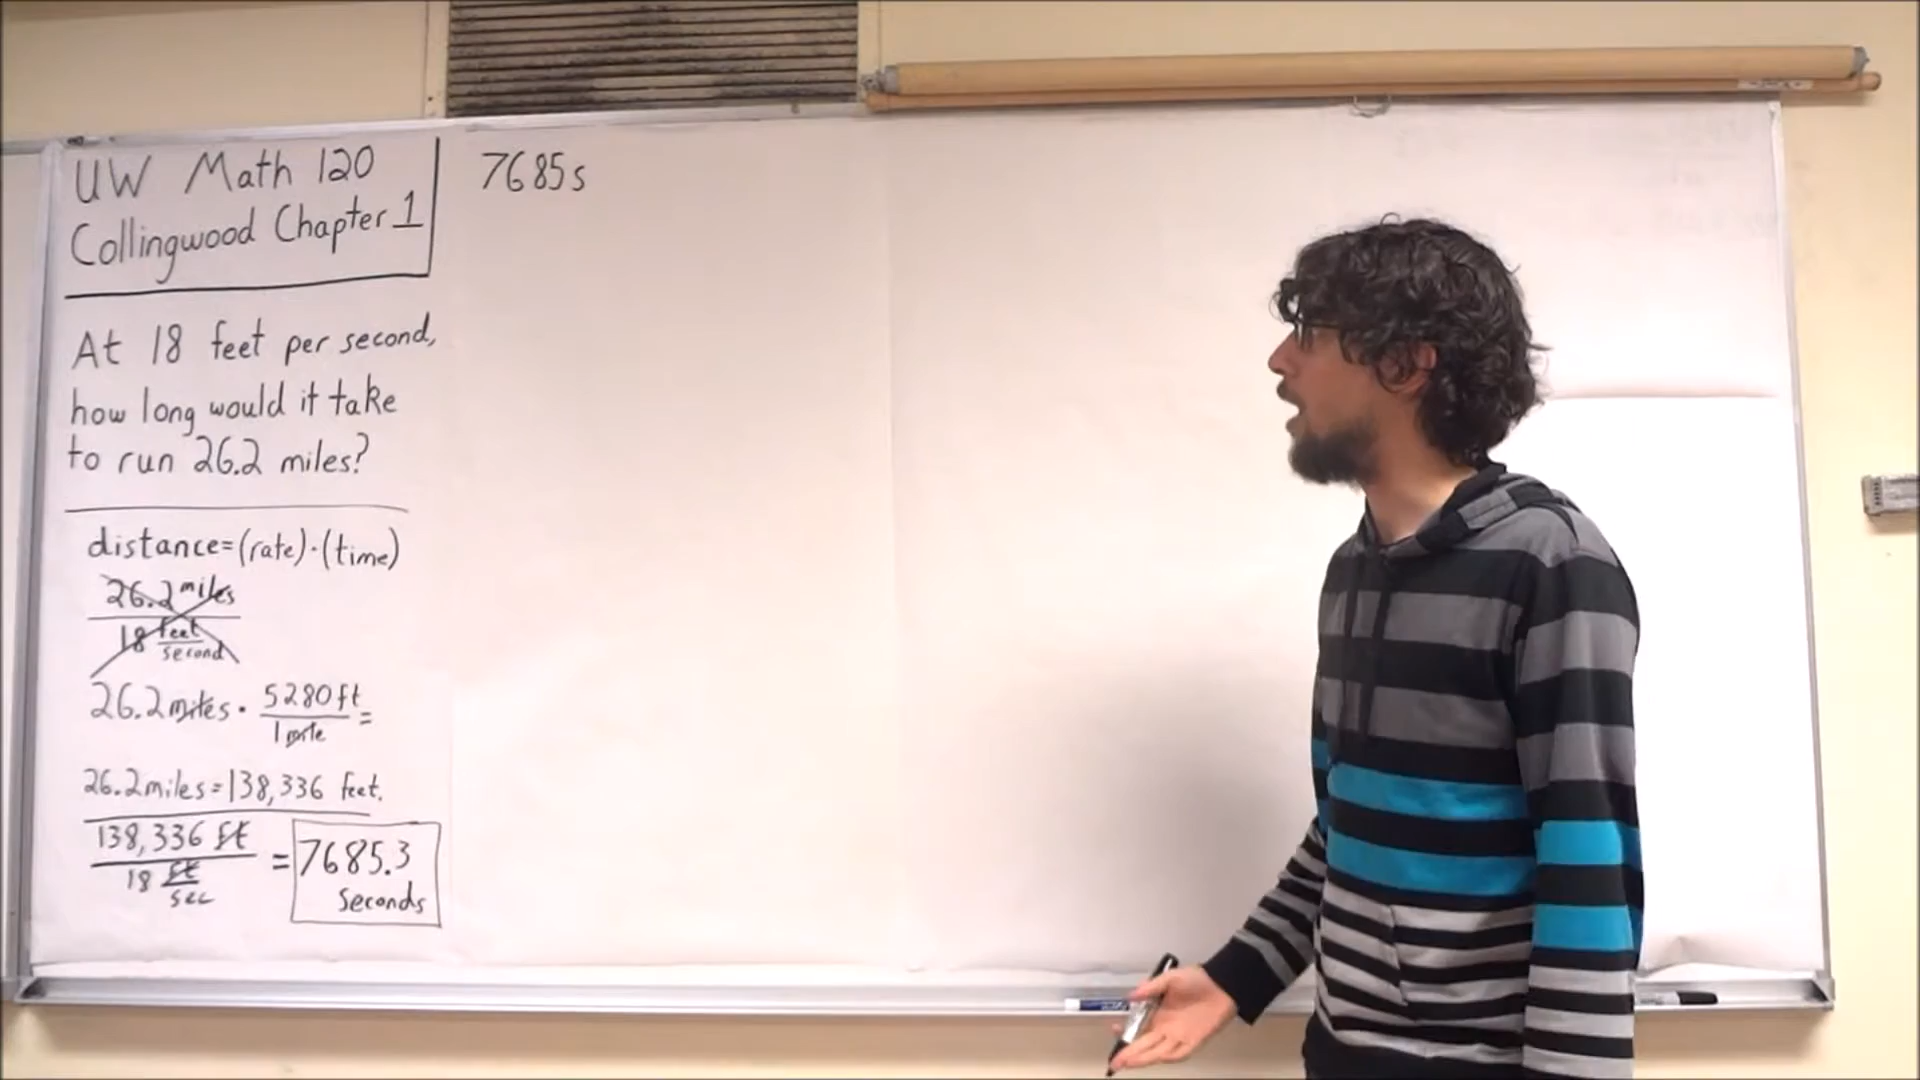 UW Math 120
Collingwood Chapter 1
At 18 feet per second,
how long would it take
to run 26.2 miles?
distance=(rate)·(time)
26.2 miles
18 feet
second
26.2 miles · 5280 ft =
1 mile
26.2 miles = 138,336 feet.
138,336 ft
18 ft
sec
= 7685.3
seconds
7685 s